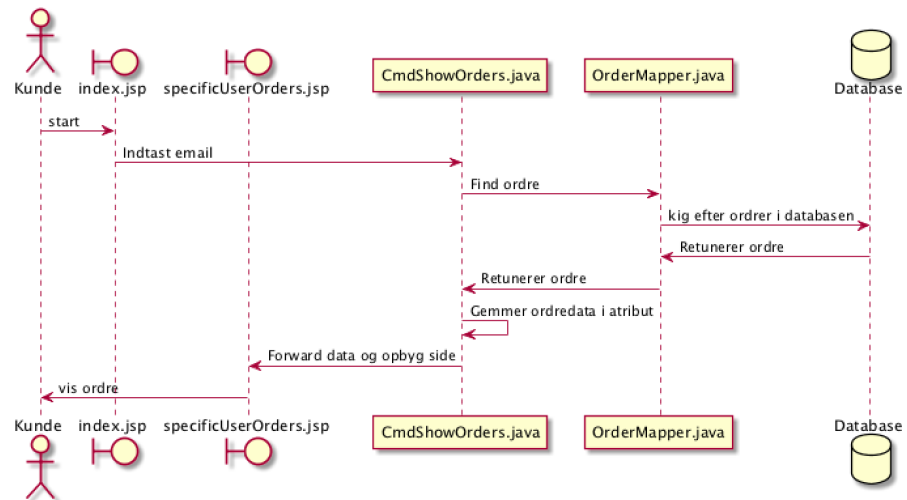 Kunde
index.jsp
specificUserOrders.jsp
CmdShowOrders.java
OrderMapper.java
Database
start
Indtast email
Find ordre
kig efter ordrer i databasen
Retunerer ordre
Retunerer ordre
Gemmer ordredata i atribut
Forward data og opbyg side
vis ordre
Kunde
index.jsp
specificUserOrders.jsp
CmdShowOrders.java
OrderMapper.java
Database